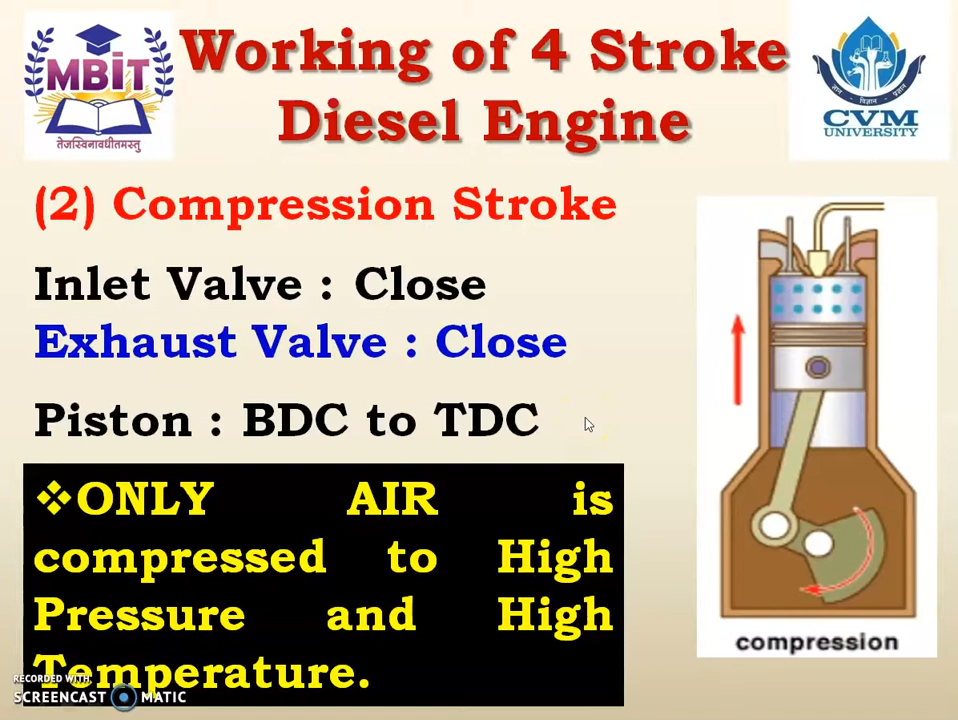 Working of 4 Stroke
Diesel Engine
MBIT
तेजस्विनावधीतमस्तु
ज्ञान · विज्ञान · प्रज्ञान
CVM
UNIVERSITY
(2) Compression Stroke
Inlet Valve : Close
Exhaust Valve : Close
Piston : BDC to TDC
❖ONLY AIR is
compressed to High
Pressure and High
Temperature.
compression
RECORDED WITH
SCREENCAST MATIC